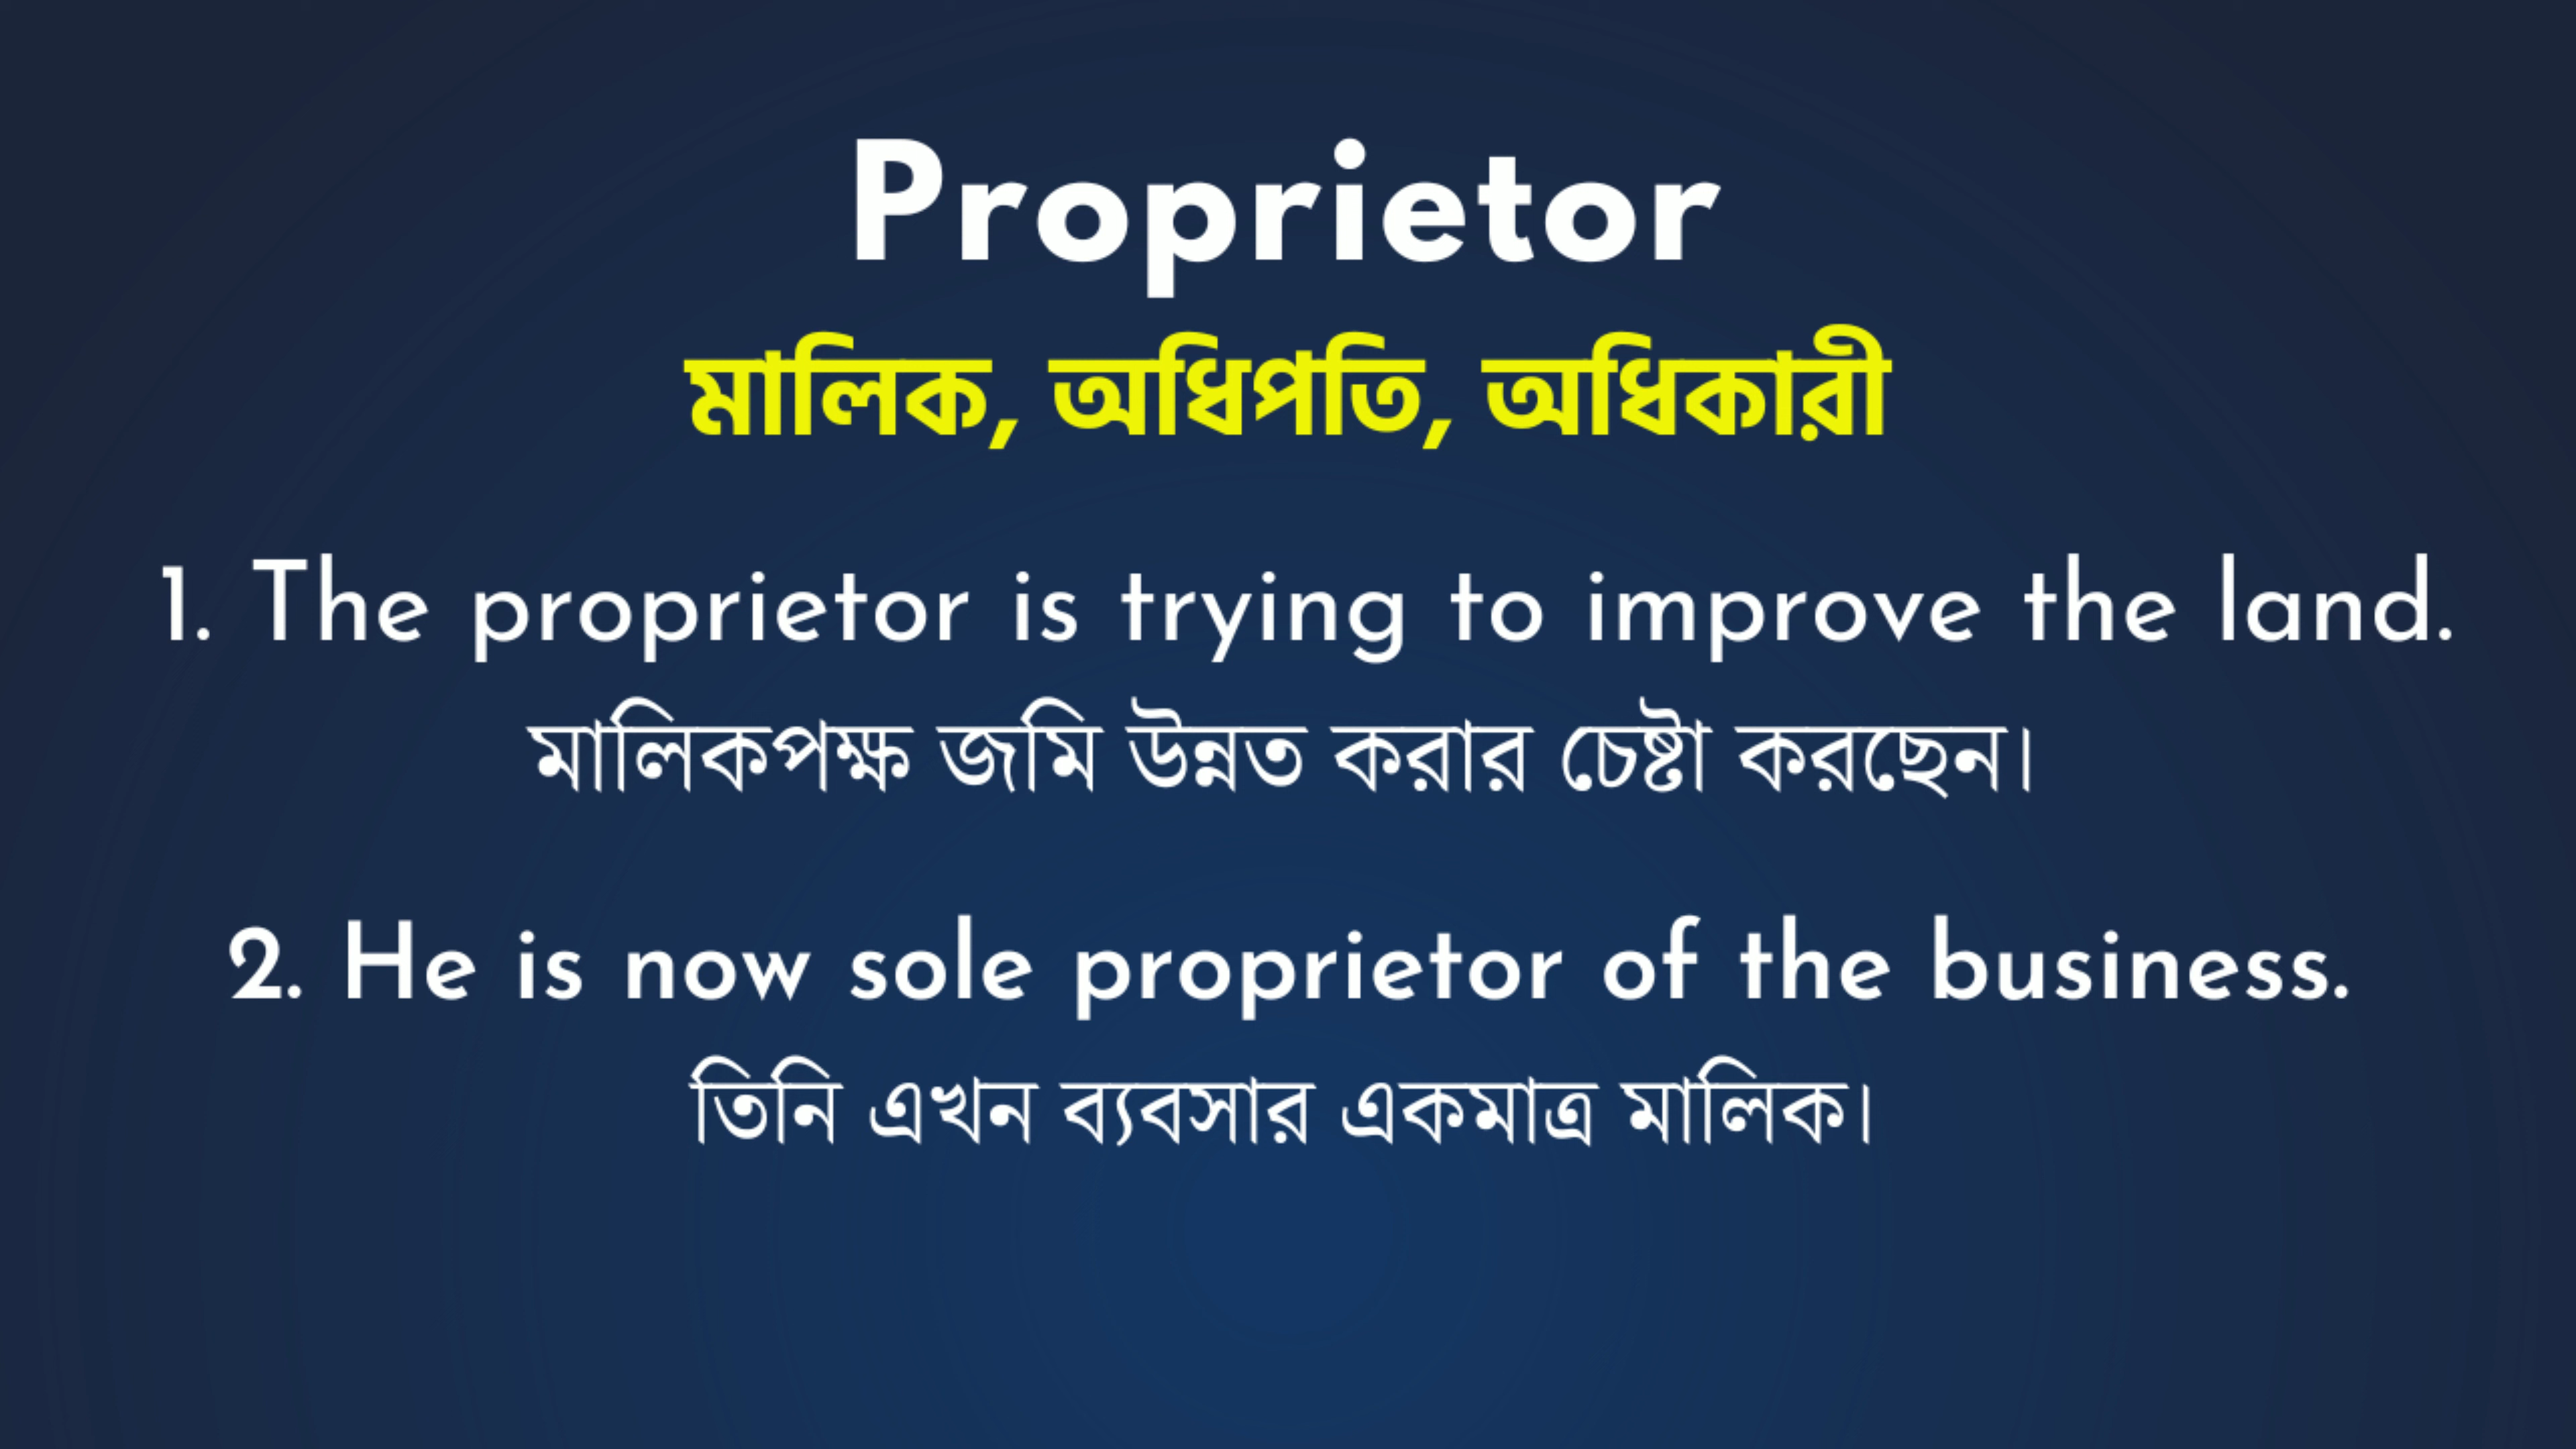 Proprietor
মালিক, অধিপতি, অধিকারী
1. The proprietor is trying to improve the land.
মালিকপক্ষ জমি উন্নত করার চেষ্টা করছেন।
2. He is now sole proprietor of the business.
তিনি এখন ব্যবসার একমাত্র মালিক।